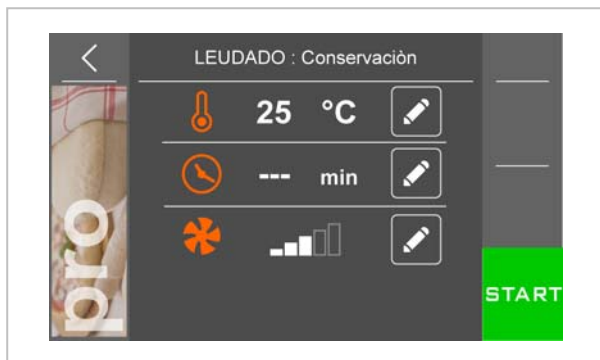 LEUDADO : Conservaciòn
25 °C
--- min
pro
START